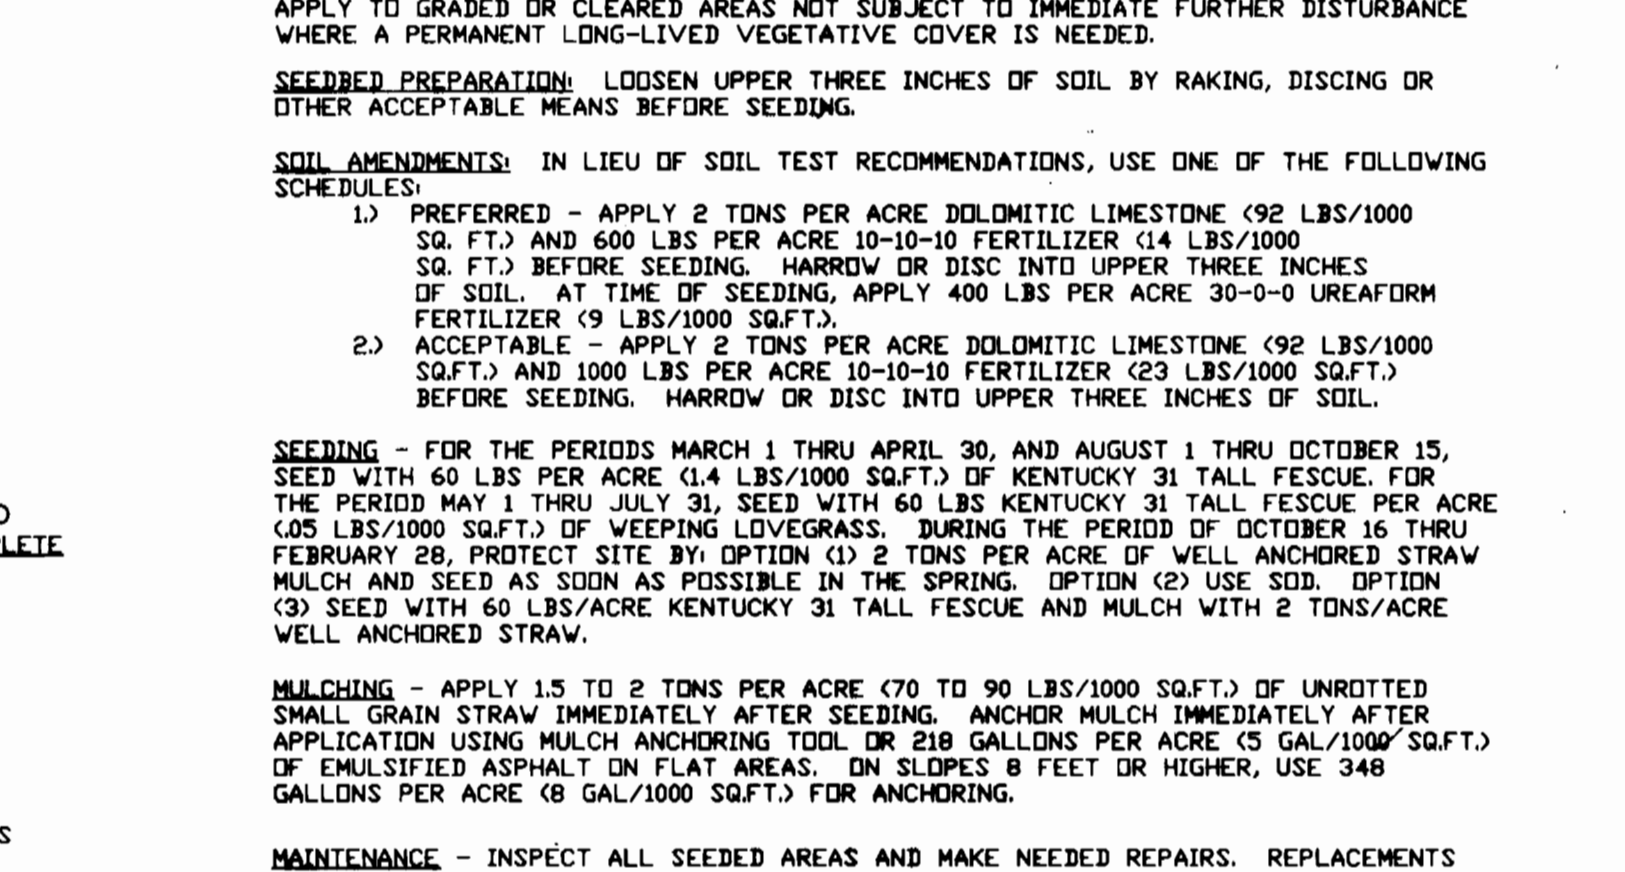 APPLY TO GRADED OR CLEARED AREAS NOT SUBJECT TO IMMEDIATE FURTHER DISTURBANCE
WHERE A PERMANENT LONG-LIVED VEGETATIVE COVER IS NEEDED.
SEEDBED PREPARATION: LOOSEN UPPER THREE INCHES OF SOIL BY RAKING, DISCING OR
OTHER ACCEPTABLE MEANS BEFORE SEEDING.
SOIL AMENDMENTS: IN LIEU OF SOIL TEST RECOMMENDATIONS, USE ONE OF THE FOLLOWING
SCHEDULES:
1.) PREFERRED - APPLY 2 TONS PER ACRE DOLOMITIC LIMESTONE (92 LBS/1000
SQ. FT.) AND 600 LBS PER ACRE 10-10-10 FERTILIZER (14 LBS/1000
SQ. FT.) BEFORE SEEDING. HARROW OR DISC INTO UPPER THREE INCHES
OF SOIL. AT TIME OF SEEDING, APPLY 400 LBS PER ACRE 30-0-0 UREAFORM
FERTILIZER (9 LBS/1000 SQ.FT.).
2.) ACCEPTABLE - APPLY 2 TONS PER ACRE DOLOMITIC LIMESTONE (92 LBS/1000
SQ.FT.) AND 1000 LBS PER ACRE 10-10-10 FERTILIZER (23 LBS/1000 SQ.FT.)
BEFORE SEEDING. HARROW OR DISC INTO UPPER THREE INCHES OF SOIL.
SEEDING - FOR THE PERIODS MARCH 1 THRU APRIL 30, AND AUGUST 1 THRU OCTOBER 15,
SEED WITH 60 LBS PER ACRE (1.4 LBS/1000 SQ.FT.) OF KENTUCKY 31 TALL FESCUE. FOR
THE PERIOD MAY 1 THRU JULY 31, SEED WITH 60 LBS KENTUCKY 31 TALL FESCUE PER ACRE
(.05 LBS/1000 SQ.FT.) OF WEEPING LOVEGRASS. DURING THE PERIOD OF OCTOBER 16 THRU
FEBRUARY 28, PROTECT SITE BY: OPTION (1) 2 TONS PER ACRE OF WELL ANCHORED STRAW
MULCH AND SEED AS SOON AS POSSIBLE IN THE SPRING. OPTION (2) USE SOD. OPTION
(3) SEED WITH 60 LBS/ACRE KENTUCKY 31 TALL FESCUE AND MULCH WITH 2 TONS/ACRE
WELL ANCHORED STRAW.
MULCHING - APPLY 1.5 TO 2 TONS PER ACRE (70 TO 90 LBS/1000 SQ.FT.) OF UNROTTED
SMALL GRAIN STRAW IMMEDIATELY AFTER SEEDING. ANCHOR MULCH IMMEDIATELY AFTER
APPLICATION USING MULCH ANCHORING TOOL OR 218 GALLONS PER ACRE (5 GAL/1000 SQ.FT.)
OF EMULSIFIED ASPHALT ON FLAT AREAS. ON SLOPES 8 FEET OR HIGHER, USE 348
GALLONS PER ACRE (8 GAL/1000 SQ.FT.) FOR ANCHORING.
MAINTENANCE - INSPECT ALL SEEDED AREAS AND MAKE NEEDED REPAIRS. REPLACEMENTS